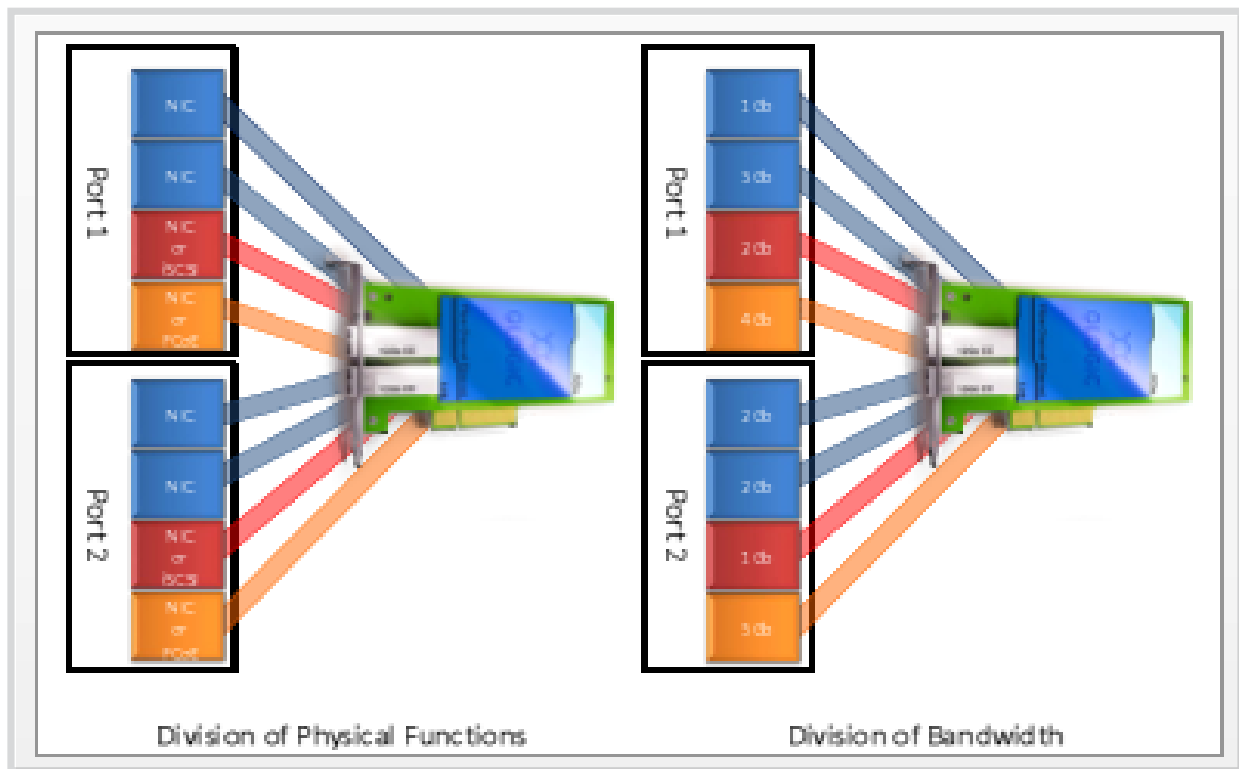 Port 1
NIC
NIC
NIC
or
iSCSI
NIC
or
FCoE
Port 2
NIC
NIC
NIC
or
iSCSI
NIC
or
FCoE
Division of Physical Functions
Port 1
1 Gb
3 Gb
2 Gb
4 Gb
Port 2
2 Gb
2 Gb
1 Gb
5 Gb
Division of Bandwidth